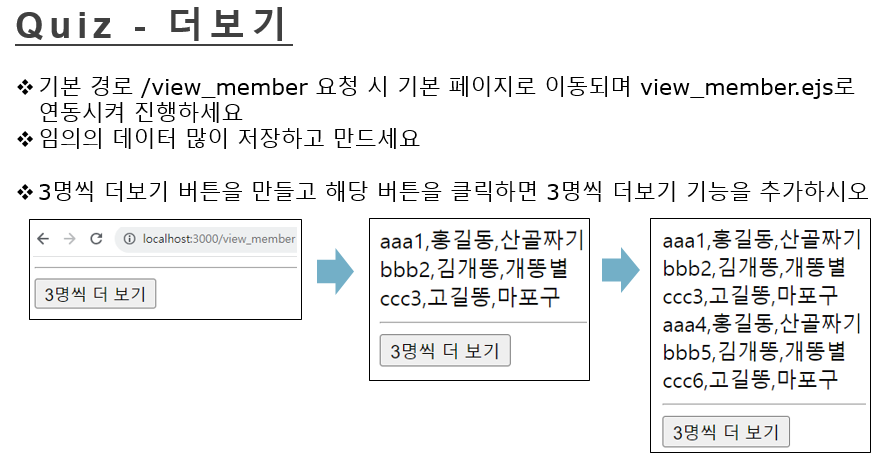 Quiz - 더보기
❖ 기본 경로 /view_member 요청 시 기본 페이지로 이동되며 view_member.ejs로
연동시켜 진행하세요
❖ 임의의 데이터 많이 저장하고 만드세요
❖ 3명씩 더보기 버튼을 만들고 해당 버튼을 클릭하면 3명씩 더보기 기능을 추가하시오
localhost:3000/view_member
3명씩 더 보기
aaa1,홍길동,산골짜기
bbb2,김개똥,개똥별
ccc3,고길똥,마포구
3명씩 더 보기
aaa1,홍길동,산골짜기
bbb2,김개똥,개똥별
ccc3,고길똥,마포구
aaa4,홍길동,산골짜기
bbb5,김개똥,개똥별
ccc6,고길똥,마포구
3명씩 더 보기